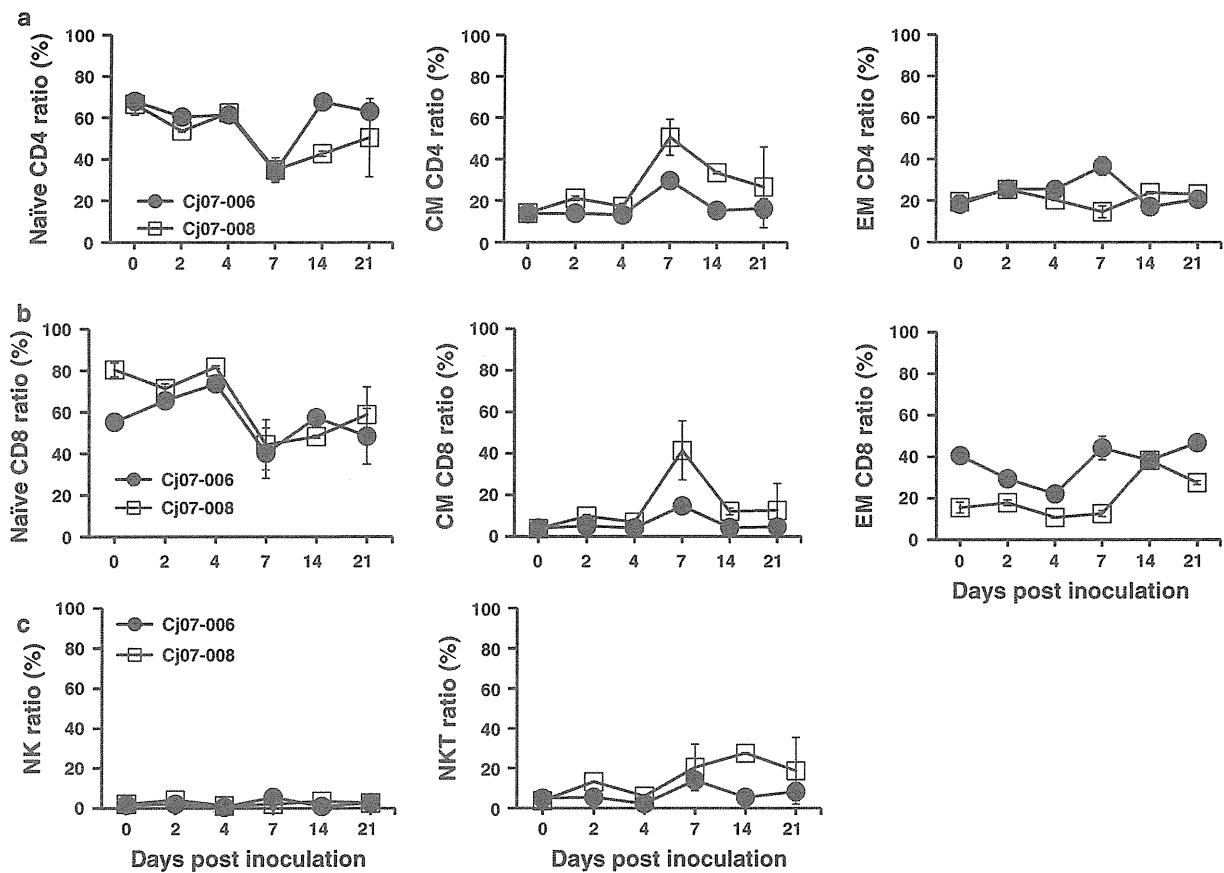 a
Naïve CD4 ratio (%)
100
80
60
40
20
0
Cj07-006
Cj07-008
0 2 4 7 14 21
CM CD4 ratio (%)
100
80
60
40
20
0
0 2 4 7 14 21
EM CD4 ratio (%)
100
80
60
40
20
0
0 2 4 7 14 21
b
Naïve CD8 ratio (%)
100
80
60
40
20
0
Cj07-006
Cj07-008
0 2 4 7 14 21
CM CD8 ratio (%)
100
80
60
40
20
0
0 2 4 7 14 21
EM CD8 ratio (%)
100
80
60
40
20
0
0 2 4 7 14 21
Days post inoculation
c
NK ratio (%)
100
80
60
40
20
0
Cj07-006
Cj07-008
0 2 4 7 14 21
Days post inoculation
NKT ratio (%)
100
80
60
40
20
0
0 2 4 7 14 21
Days post inoculation